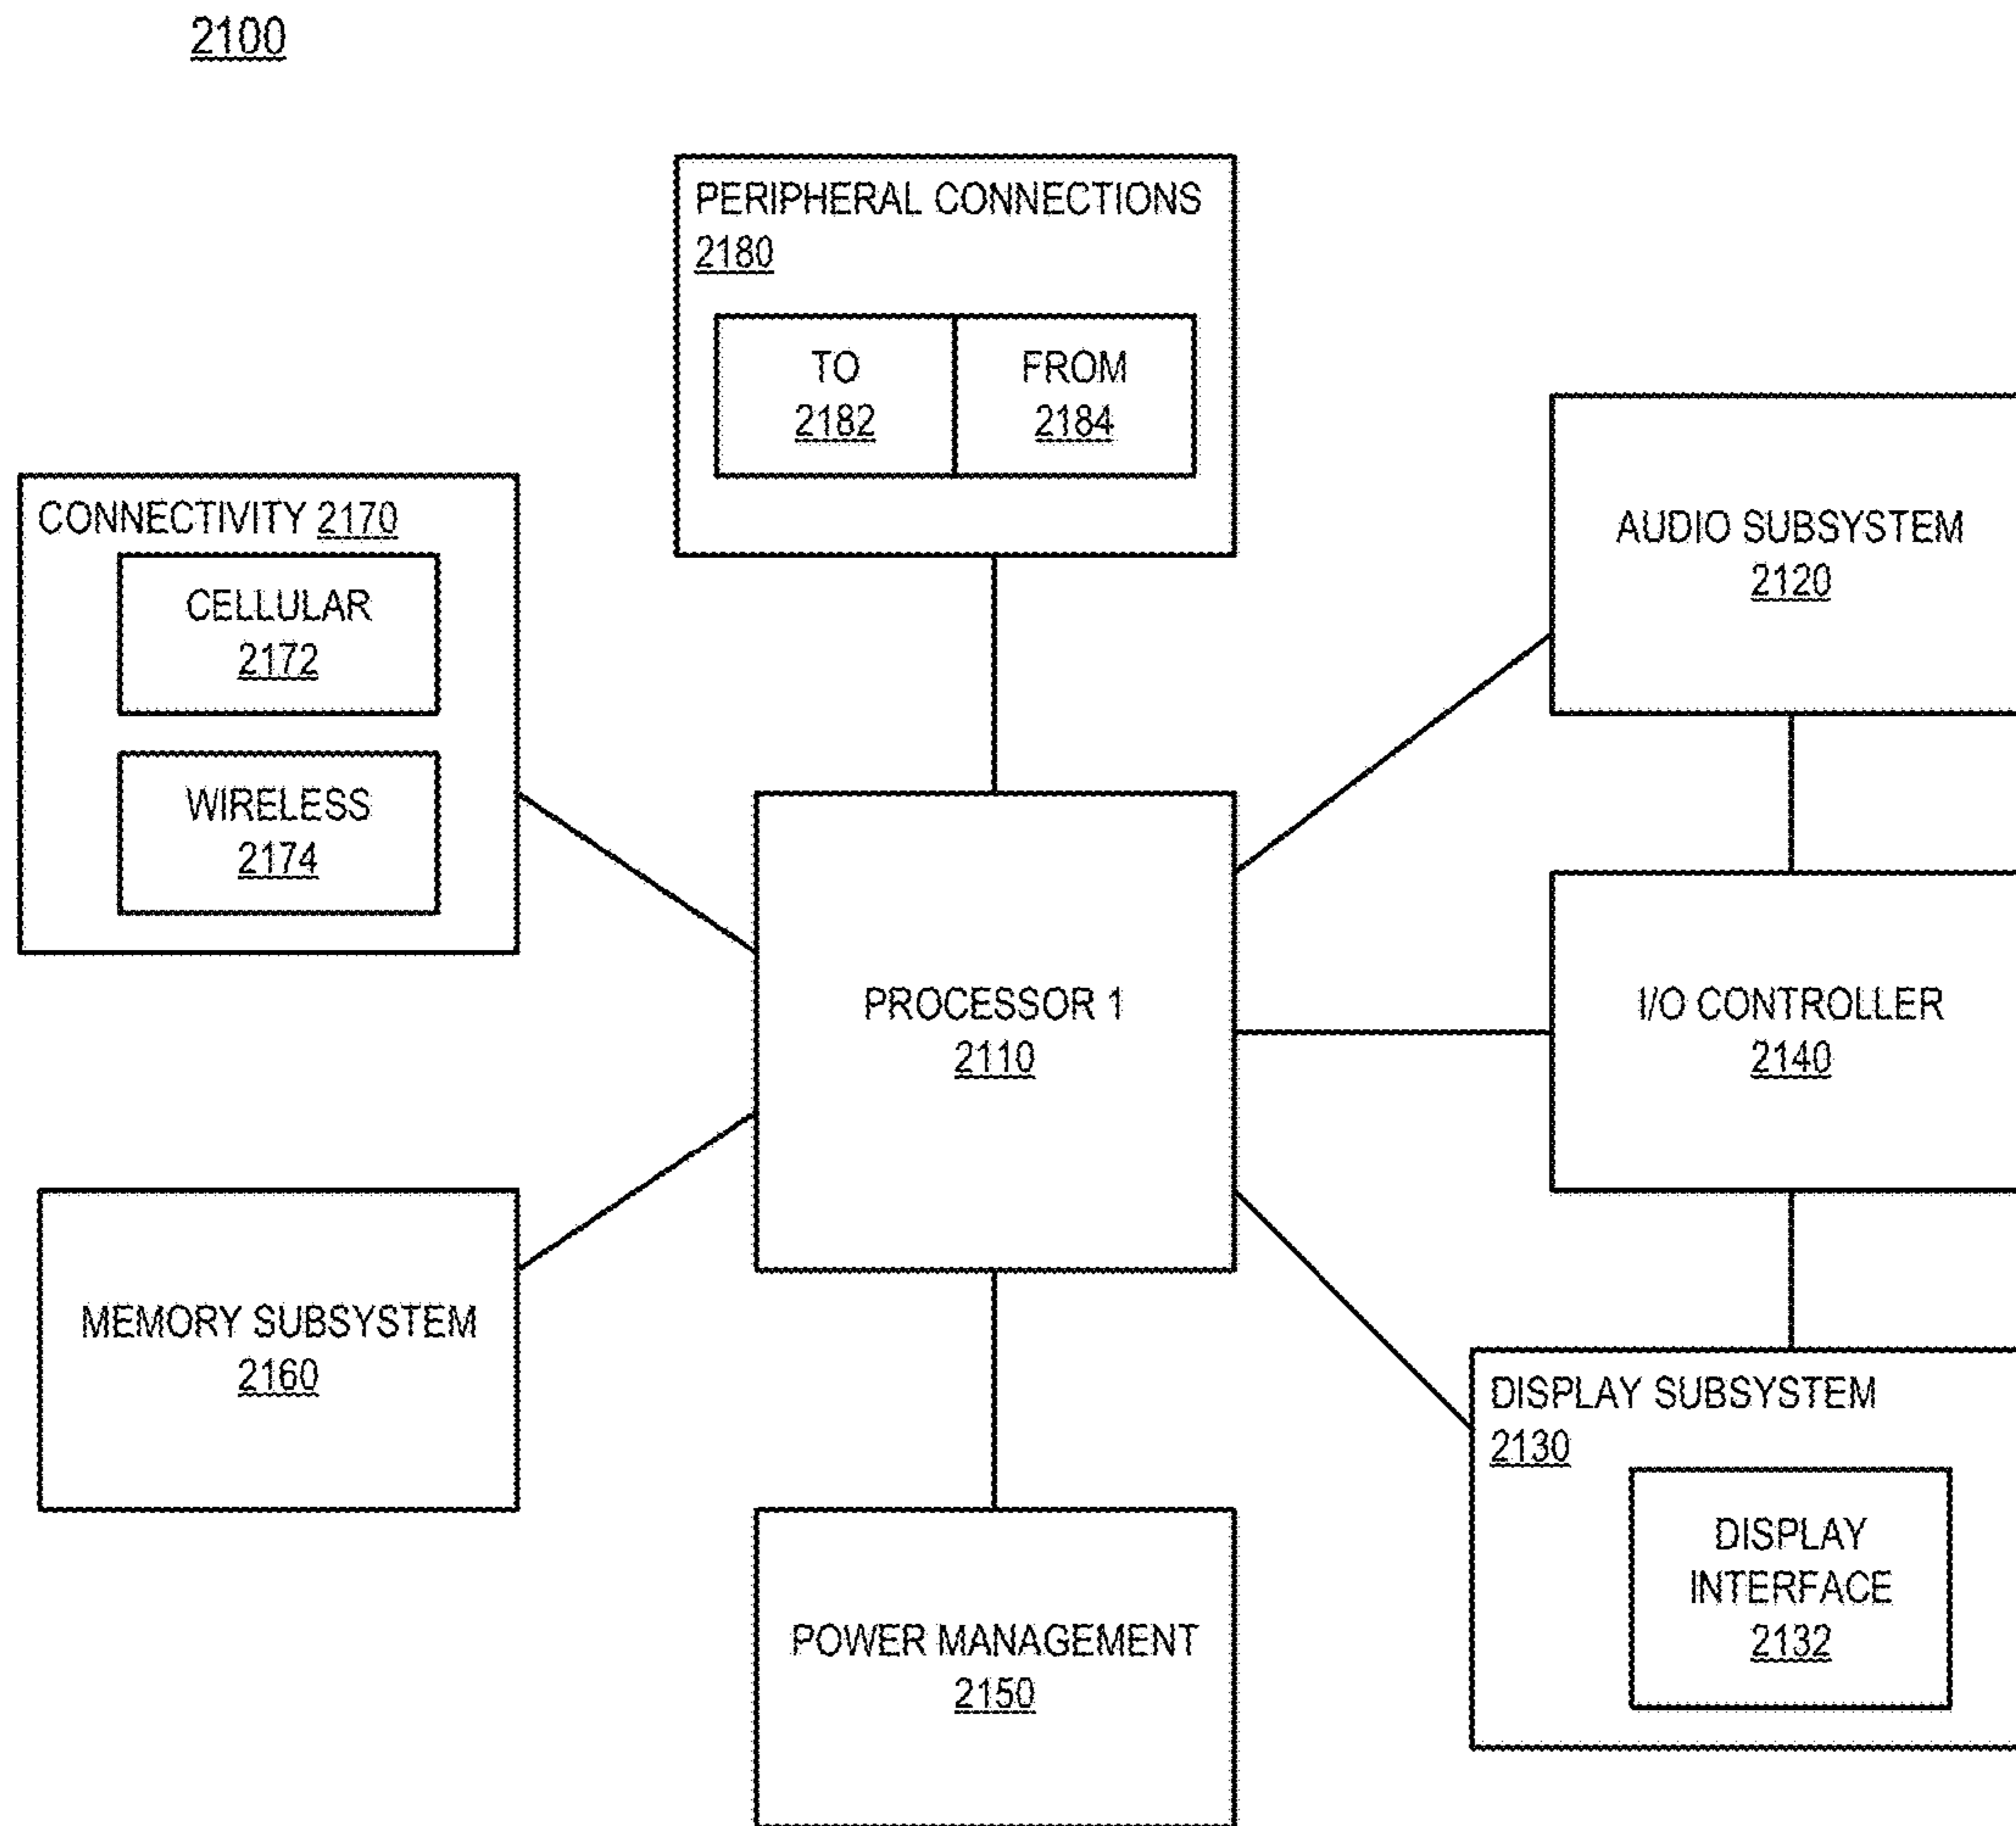 2100
PERIPHERAL CONNECTIONS
2180
TO
2182
FROM
2184
CONNECTIVITY 2170
CELLULAR
2172
WIRELESS
2174
AUDIO SUBSYSTEM
2120
PROCESSOR 1
2110
I/O CONTROLLER
2140
MEMORY SUBSYSTEM
2160
DISPLAY SUBSYSTEM
2130
DISPLAY
INTERFACE
2132
POWER MANAGEMENT
2150